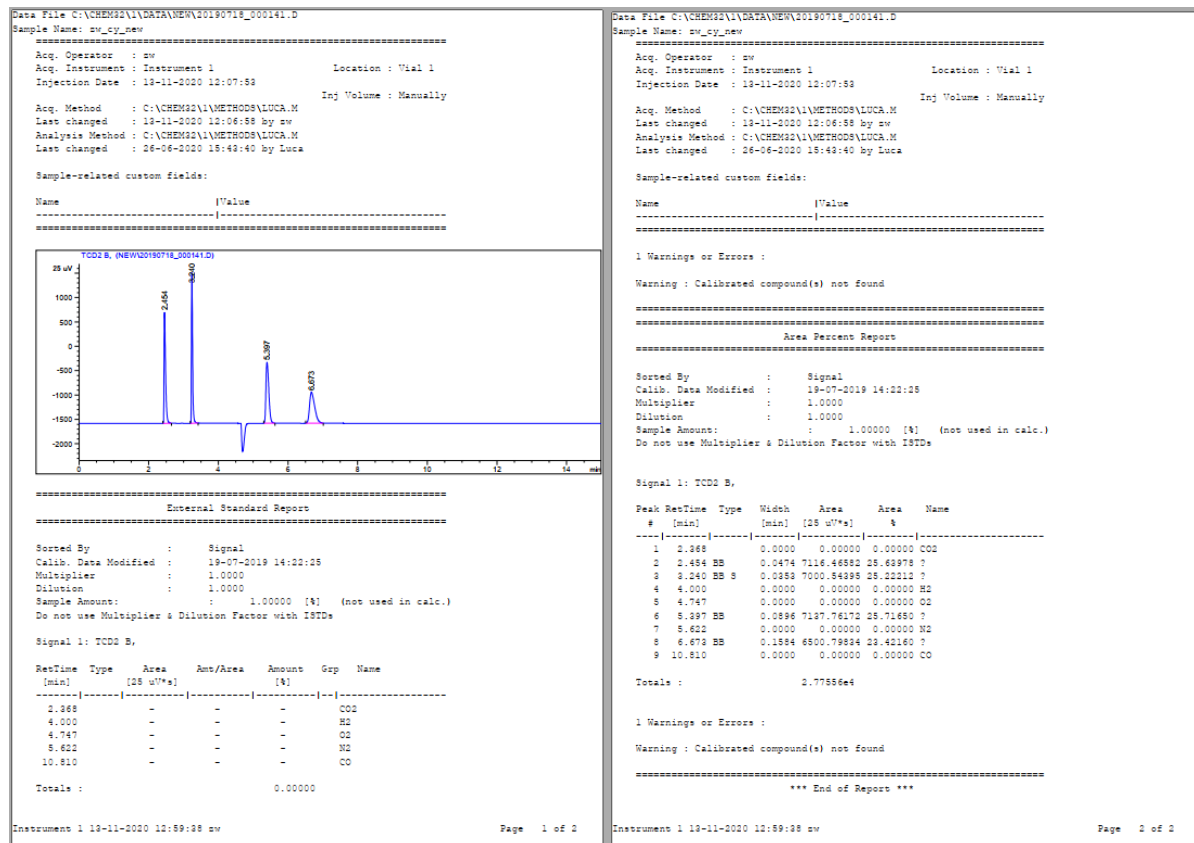 Data File C:\CHEM32\1\DATA\NEW\20190718_000141.D
Sample Name: zw_cy_new
=====================================================================
Acq. Operator   : zw
Acq. Instrument : Instrument 1                  Location : Vial 1
Injection Date  : 13-11-2020 12:07:53
Inj Volume : Manually
Acq. Method     : C:\CHEM32\1\METHODS\LUCA.M
Last changed    : 13-11-2020 12:06:58 by zw
Analysis Method : C:\CHEM32\1\METHODS\LUCA.M
Last changed    : 26-06-2020 15:43:40 by Luca
Sample-related custom fields:
Name                          |Value
------------------------------|--------------------------------------
=====================================================================
TCD2 B, (NEW\20190718_000141.D)
25 uV
1000
500
0
-500
-1000
-1500
-2000
2.454
3.240
5.397
6.673
0 2 4 6 8 10 12 14 min
=====================================================================
External Standard Report
=====================================================================
Sorted By             :      Signal
Calib. Data Modified  :      19-07-2019 14:22:25
Multiplier            :      1.0000
Dilution              :      1.0000
Sample Amount:        :      1.00000  [%]   (not used in calc.)
Do not use Multiplier & Dilution Factor with ISTDs
Signal 1: TCD2 B,
RetTime  Type    Area      Amt/Area    Amount   Grp   Name
[min]         [25 uV*s]                [%]
-------|------|----------|----------|----------|--|------------------
2.368            -          -          -          CO2
4.000            -          -          -          H2
4.747            -          -          -          O2
5.622            -          -          -          N2
10.810            -          -          -          CO
Totals :                                0.00000
Instrument 1 13-11-2020 12:59:38 zw                    Page   1 of 2
Data File C:\CHEM32\1\DATA\NEW\20190718_000141.D
Sample Name: zw_cy_new
=====================================================================
Acq. Operator   : zw
Acq. Instrument : Instrument 1                  Location : Vial 1
Injection Date  : 13-11-2020 12:07:53
Inj Volume : Manually
Acq. Method     : C:\CHEM32\1\METHODS\LUCA.M
Last changed    : 13-11-2020 12:06:58 by zw
Analysis Method : C:\CHEM32\1\METHODS\LUCA.M
Last changed    : 26-06-2020 15:43:40 by Luca
Sample-related custom fields:
Name                          |Value
------------------------------|--------------------------------------
=====================================================================
1 Warnings or Errors :
Warning : Calibrated compound(s) not found
=====================================================================
=====================================================================
Area Percent Report
=====================================================================
Sorted By             :      Signal
Calib. Data Modified  :      19-07-2019 14:22:25
Multiplier            :      1.0000
Dilution              :      1.0000
Sample Amount:        :      1.00000  [%]   (not used in calc.)
Do not use Multiplier & Dilution Factor with ISTDs
Signal 1: TCD2 B,
Peak RetTime  Type   Width     Area      Area    Name
#   [min]           [min]  [25 uV*s]     %
----|-------|------|-------|----------|--------|---------------------
1   2.368         0.0000    0.00000  0.00000 CO2
2   2.454 BB      0.0474 7116.46582 25.63978 ?
3   3.240 BB S    0.0353 7000.54395 25.22212 ?
4   4.000         0.0000    0.00000  0.00000 H2
5   4.747         0.0000    0.00000  0.00000 O2
6   5.397 BB      0.0896 7137.76172 25.71650 ?
7   5.622         0.0000    0.00000  0.00000 N2
8   6.673 BB      0.1584 6500.79834 23.42160 ?
9  10.810         0.0000    0.00000  0.00000 CO
Totals :                    2.77556e4
1 Warnings or Errors :
Warning : Calibrated compound(s) not found
=====================================================================
*** End of Report ***
Instrument 1 13-11-2020 12:59:38 zw                    Page   2 of 2